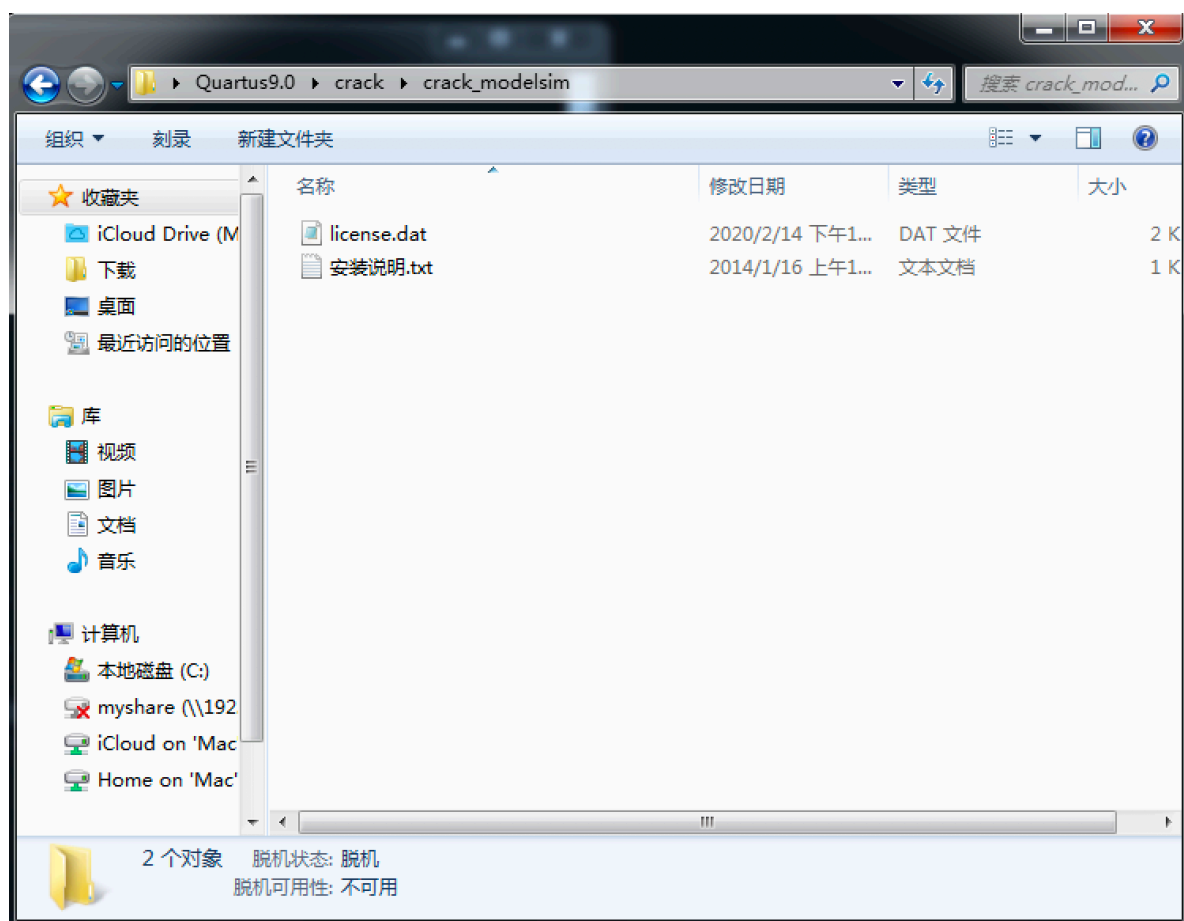 Quartus9.0 crack crack_modelsim 搜索 crack_mod...
组织 刻录 新建文件夹
名称 修改日期 类型 大小
license.dat 2020/2/14 下午1... DAT 文件 2 K
安装说明.txt 2014/1/16 上午1... 文本文档 1 K
收藏夹
iCloud Drive (M
下载
桌面
最近访问的位置
库
视频
图片
文档
音乐
计算机
本地磁盘 (C:)
myshare (\\192
iCloud on 'Mac
Home on 'Mac'
2 个对象 脱机状态: 脱机
脱机可用性: 不可用